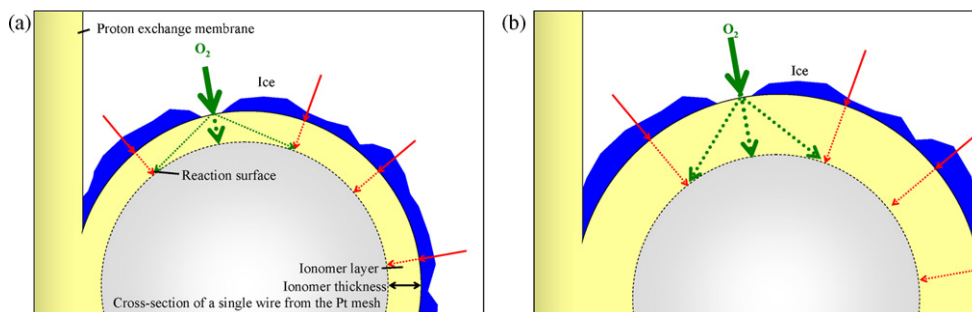 (a)
Proton exchange membrane
O2
Ice
Reaction surface
Ionomer layer
Ionomer thickness
Cross-section of a single wire from the Pt mesh
(b)
O2
Ice